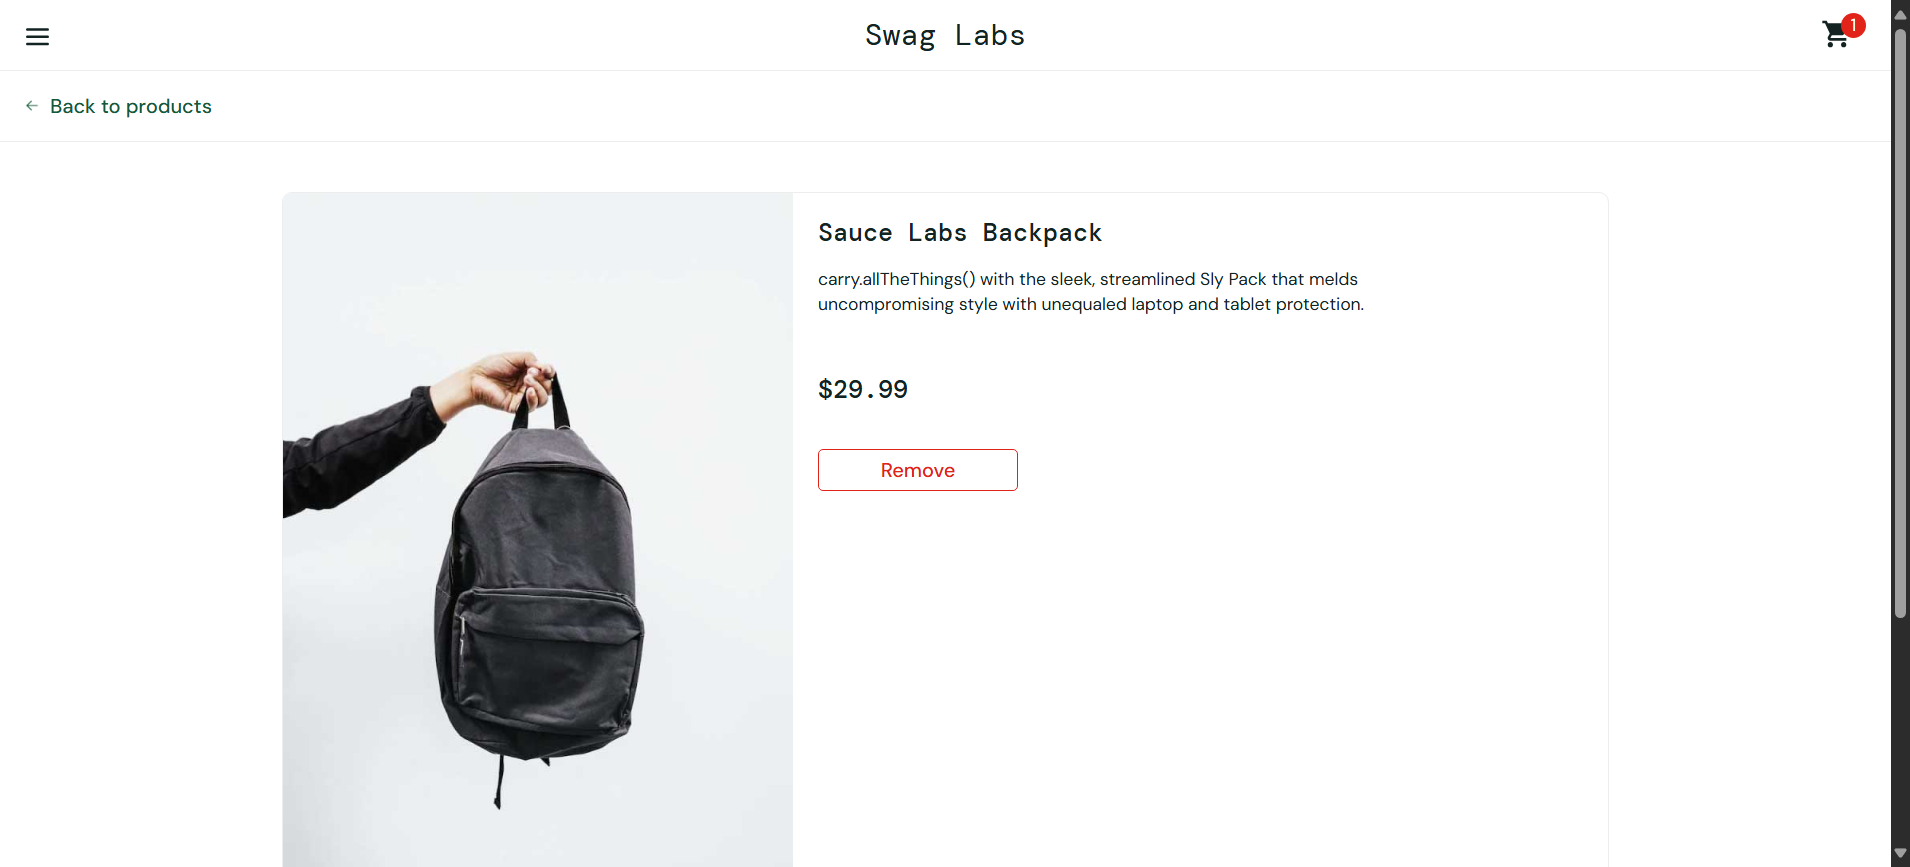 Swag Labs
1
Back to products
Sauce Labs Backpack
carry.allTheThings() with the sleek, streamlined Sly Pack that melds
uncompromising style with unequaled laptop and tablet protection.
$29.99
Remove